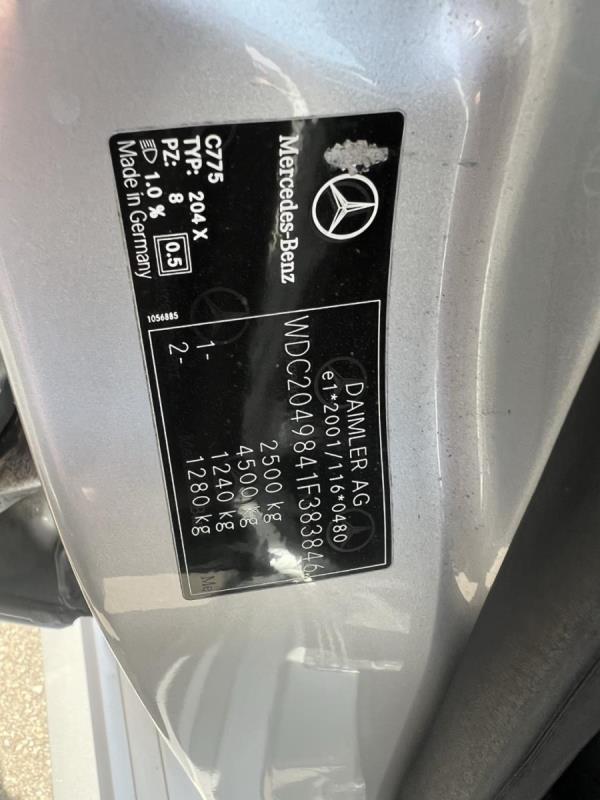 Mercedes-Benz
C775
TYP: 204 X
PZ: 8
1.0 % 0.5
Made in Germany
DAIMLER AG
e1*2001/116*0480
WDC2049841F383846
2500 kg
4500 kg
1- 1240 kg
2- 1280 kg
1056885